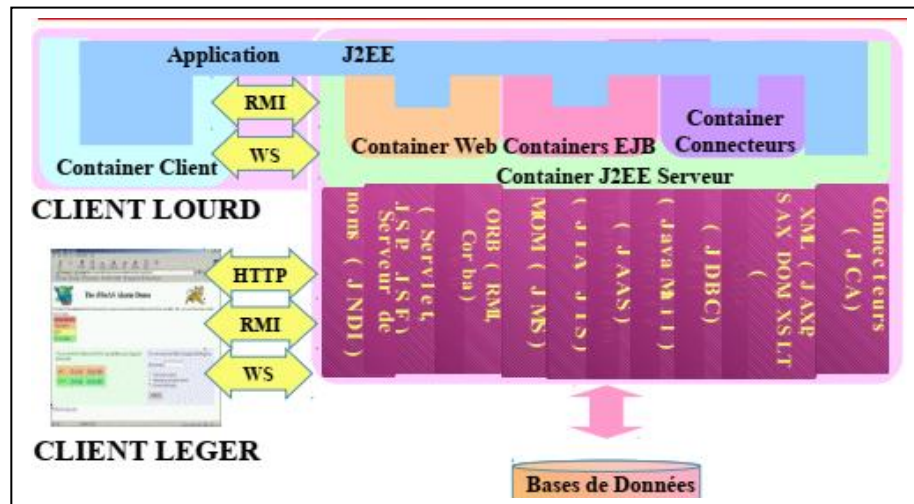 Application J2EE
RMI
WS
Container Client
Container Web
Containers EJB
Container
Connecteurs
Container J2EE Serveur
CLIENT LOURD
noms ( JNDI )
Serveur de
JSP JSF)
( Servlet,
Corba)
ORB ( RMI,
MOM ( JMS)
( JTA JTS)
( JAAS)
( JavaMail)
( JDBC)
(
SAX DOM XSLT
XML ( JAXP
( JCA)
Connecteurs
HTTP
RMI
WS
CLIENT LEGER
Bases de Données